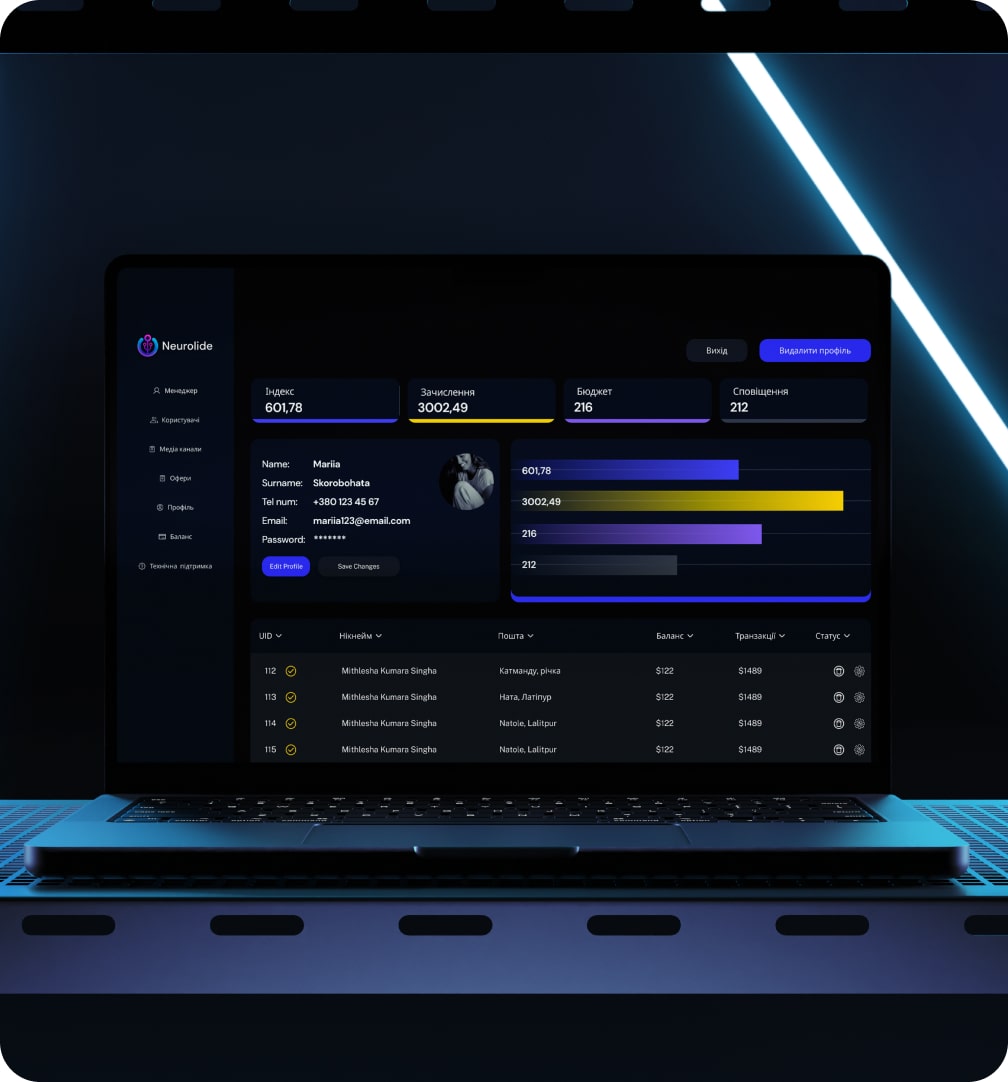 Neurolide
Менеджер
Користувачі
Медіа канали
Офери
Профіль
Баланс
Технічна підтримка
Вихід
Видалити профіль
Індекс
601,78
Зачислення
3002,49
Бюджет
216
Сповіщення
212
Name: Mariia
Surname: Skorobohata
Tel num: +380 123 45 67
Email: mariia123@email.com
Password: *******
Edit Profile
Save Changes
601,78
3002,49
216
212
UID Нікнейм Пошта Баланс Транзакції Статус
112 Mithlesha Kumara Singha Катманду, річка $122 $1489
113 Mithlesha Kumara Singha Ната, Латіпур $122 $1489
114 Mithlesha Kumara Singha Natole, Lalitpur $122 $1489
115 Mithlesha Kumara Singha Natole, Lalitpur $122 $1489